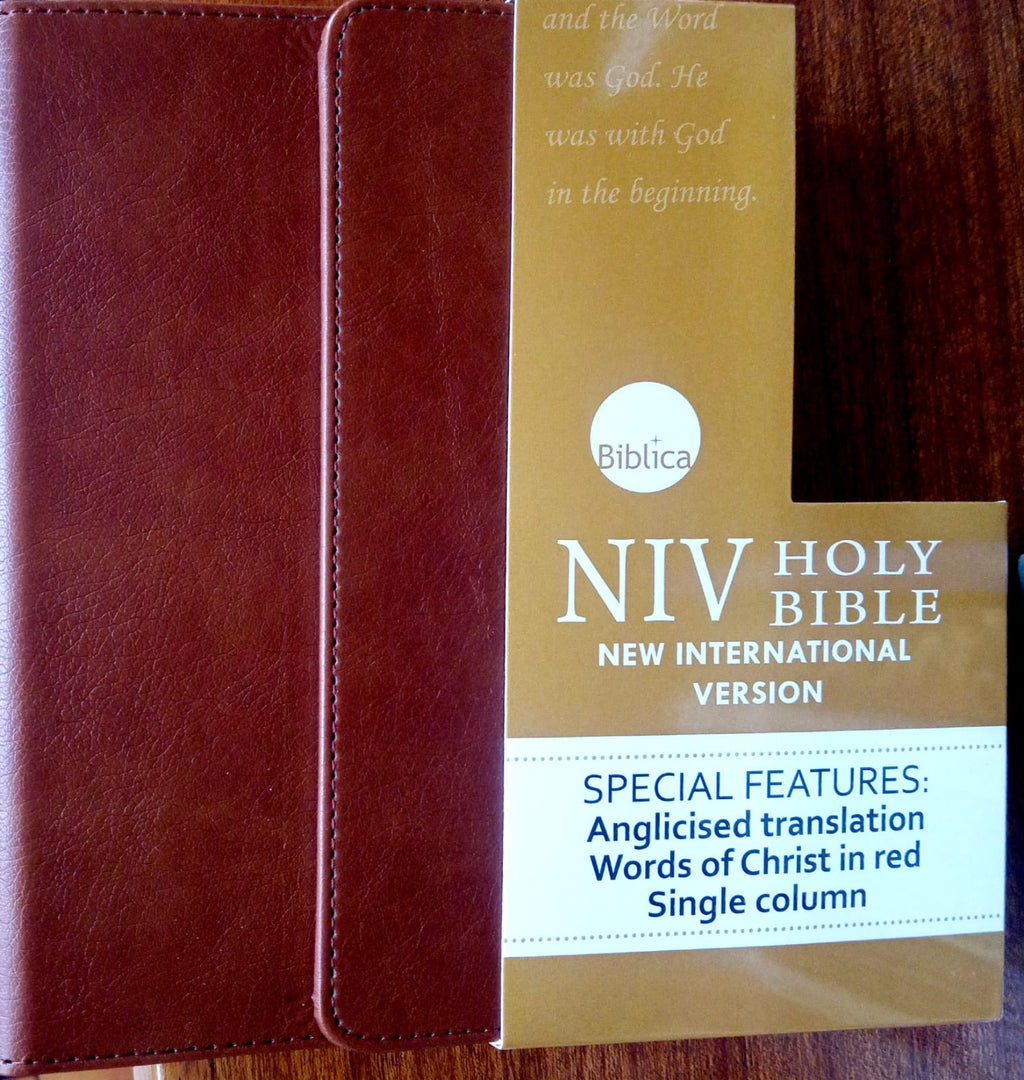 and the Word
was God. He
was with God
in the beginning.
Biblica
NIV HOLY
BIBLE
NEW INTERNATIONAL
VERSION
SPECIAL FEATURES:
Anglicised translation
Words of Christ in red
Single column